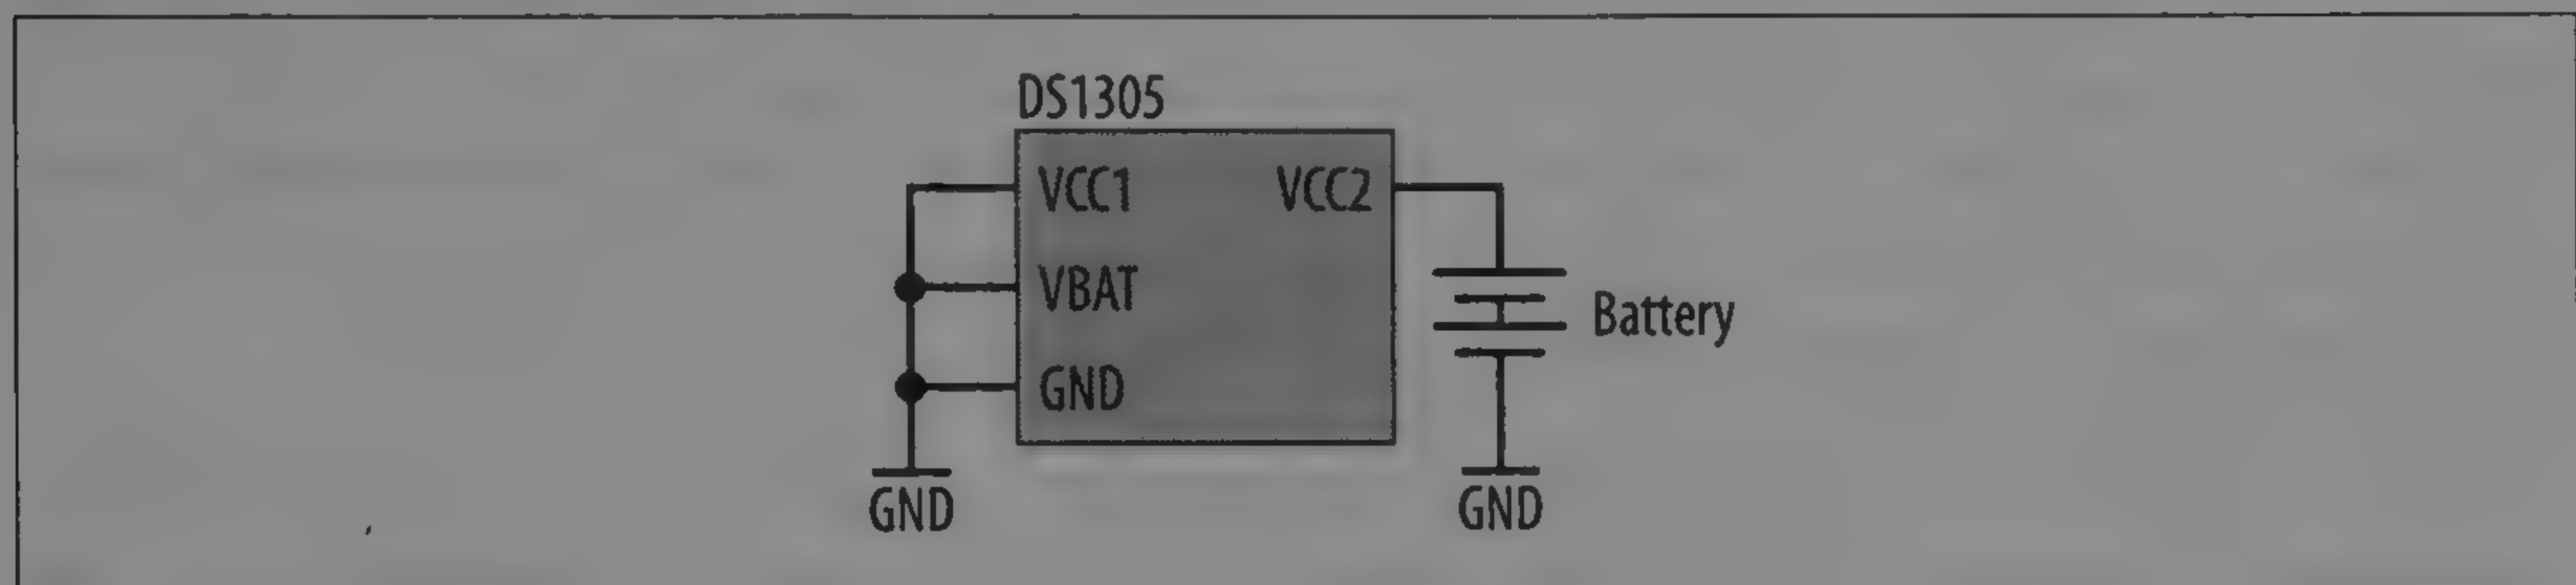 DS1305
VCC1 VCC2
VBAT
Battery
GND
GND GND